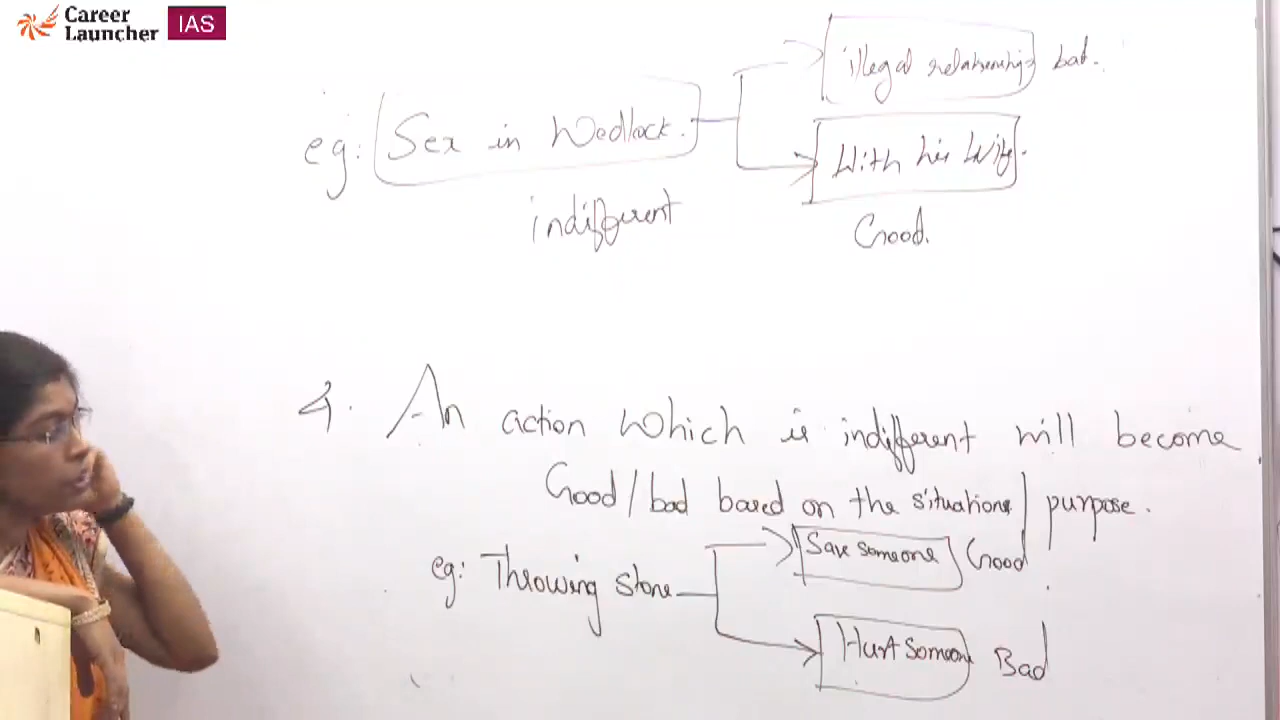 Career Launcher IAS
illegal relationship bad.
eg: Sex in Wedlock.
With his wife.
indifferent
Good.
4. An action which is indifferent will become
Good/bad based on the situations/purpose.
Save someone Good
eg: Throwing stone
Hurt someone Bad